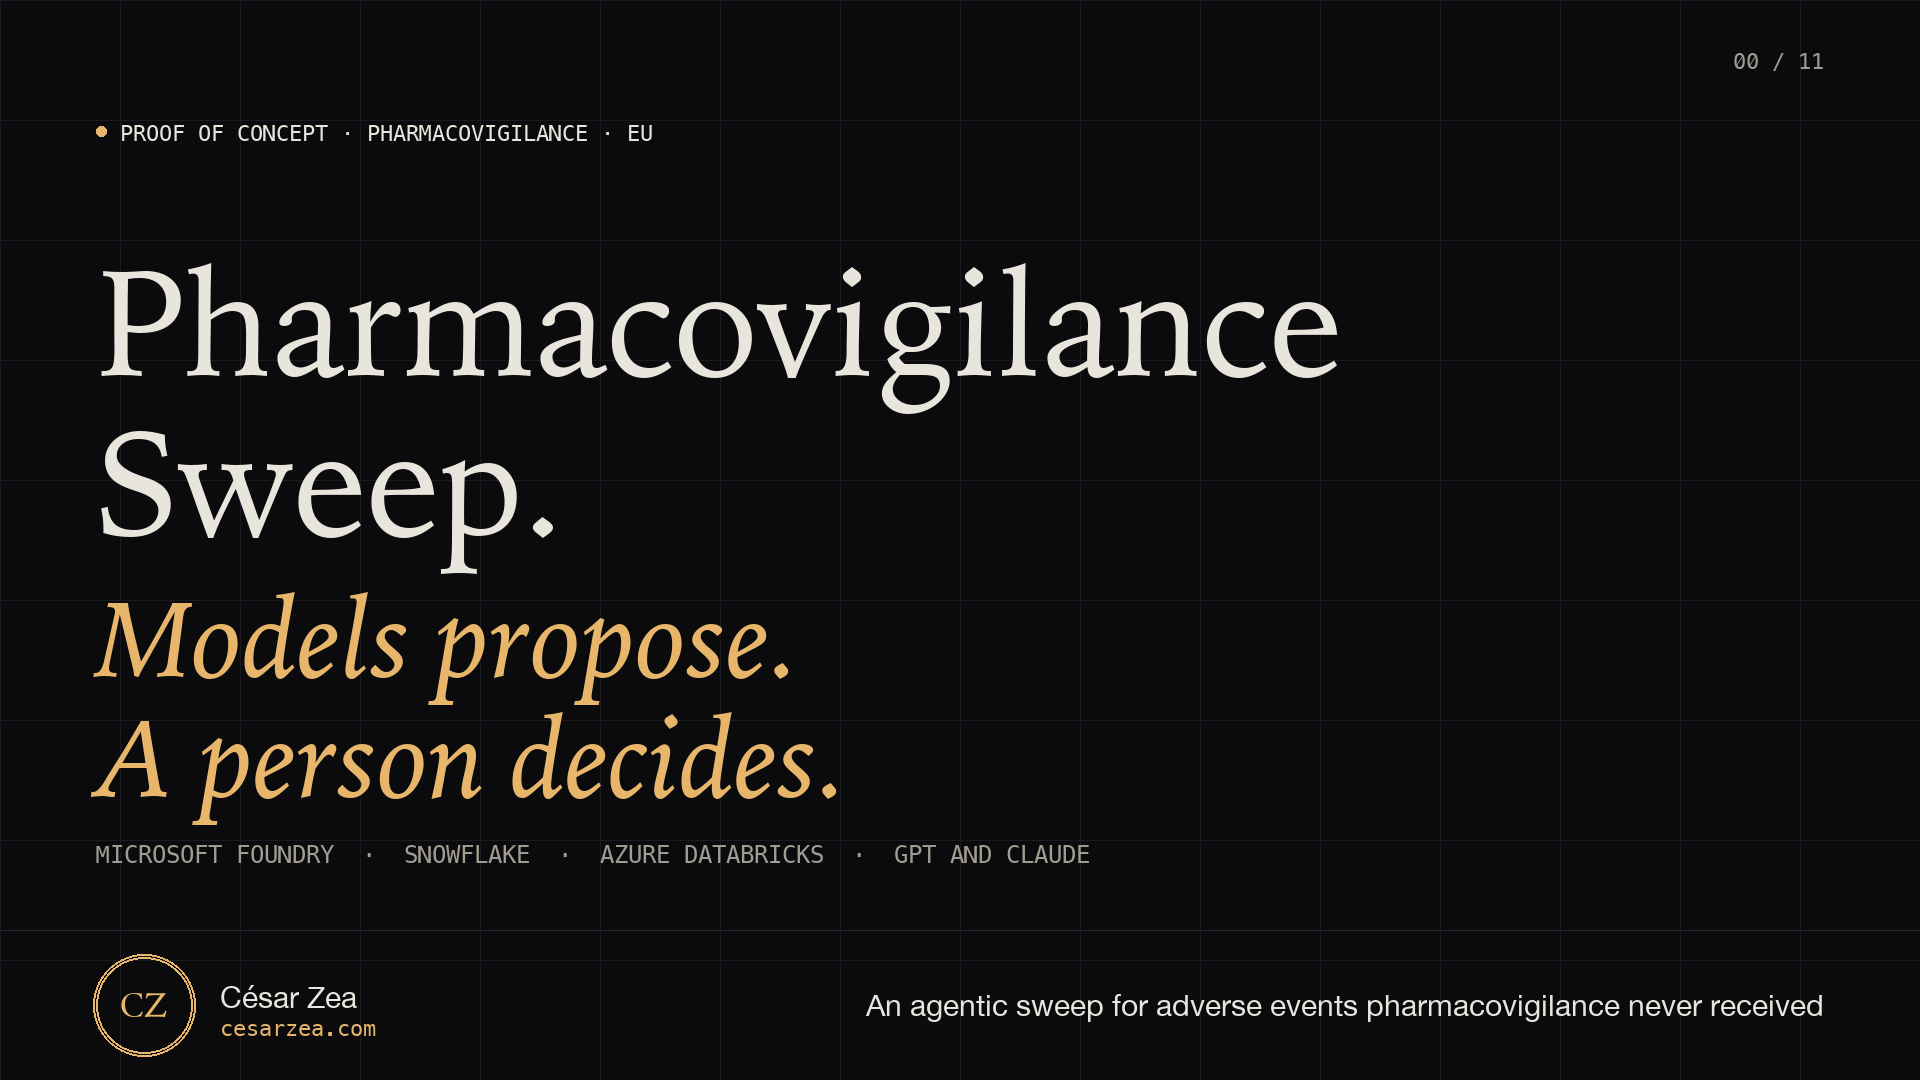 00 / 11
PROOF OF CONCEPT · PHARMACOVIGILANCE · EU
Pharmacovigilance
Sweep.
Models propose.
A person decides.
MICROSOFT FOUNDRY · SNOWFLAKE · AZURE DATABRICKS · GPT AND CLAUDE
CZ
César Zea
cesarzea.com
An agentic sweep for adverse events pharmacovigilance never received